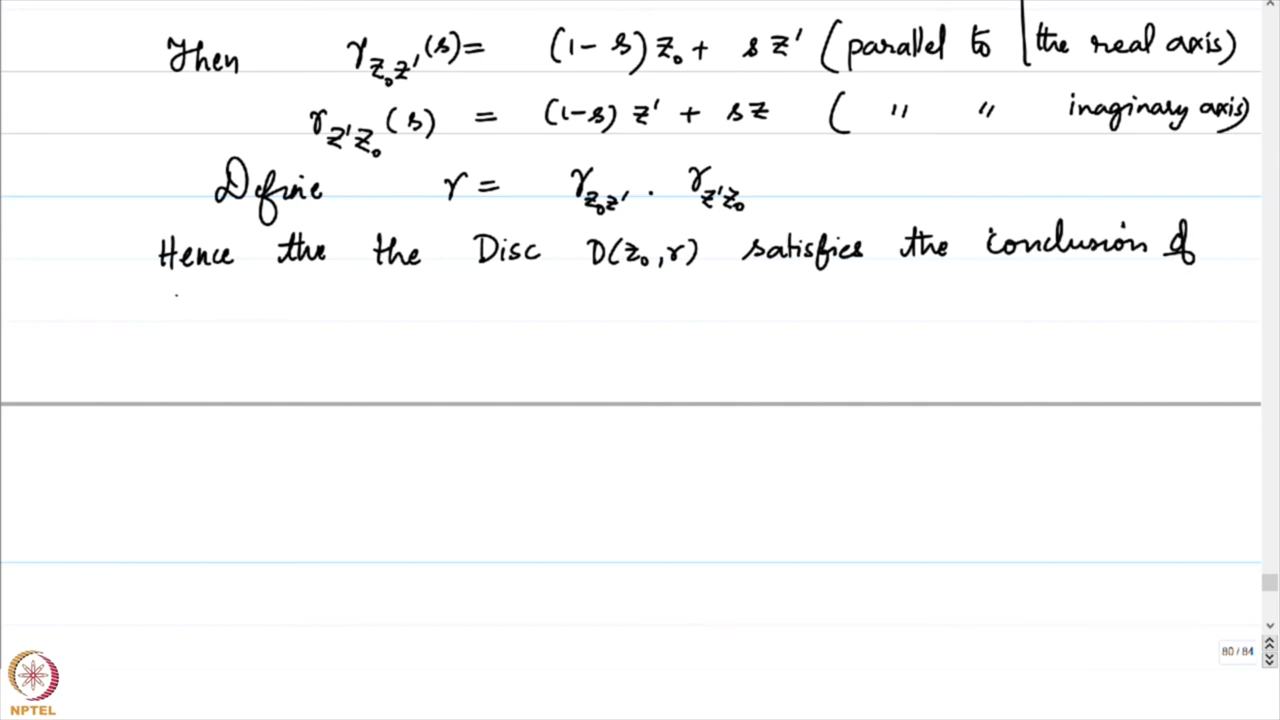 Then γ_{z₀z'}(s) = (1-s) z₀ + s z' (parallel to the real axis)
γ_{z'z₀}(s) = (1-s) z' + s z ( " " inaginary axis)
Define γ = γ_{z₀z'} . γ_{z'z₀}
Hence the the Disc D(z₀, r) satisfies the conclusion of
80 / 84
NPTEL